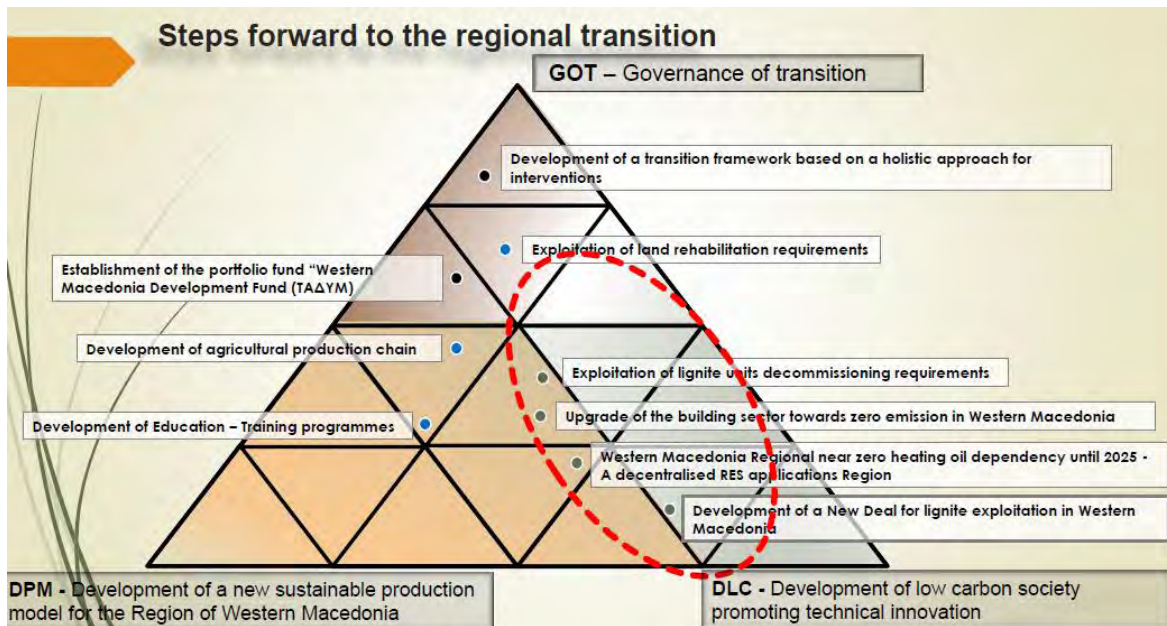 Steps forward to the regional transition
GOT – Governance of transition
Development of a transition framework based on a holistic approach for
interventions
Exploitation of land rehabilitation requirements
Establishment of the portfolio fund “Western
Macedonia Development Fund (ΤΑΔΥΜ)
Development of agricultural production chain
Exploitation of lignite units decommissioning requirements
Upgrade of the building sector towards zero emission in Western Macedonia
Development of Education – Training programmes
Western Macedonia Regional near zero heating oil dependency until 2025 -
A decentralised RES applications Region
Development of a New Deal for lignite exploitation in Western
Macedonia
DPM - Development of a new sustainable production
model for the Region of Western Macedonia
DLC - Development of low carbon society
promoting technical innovation